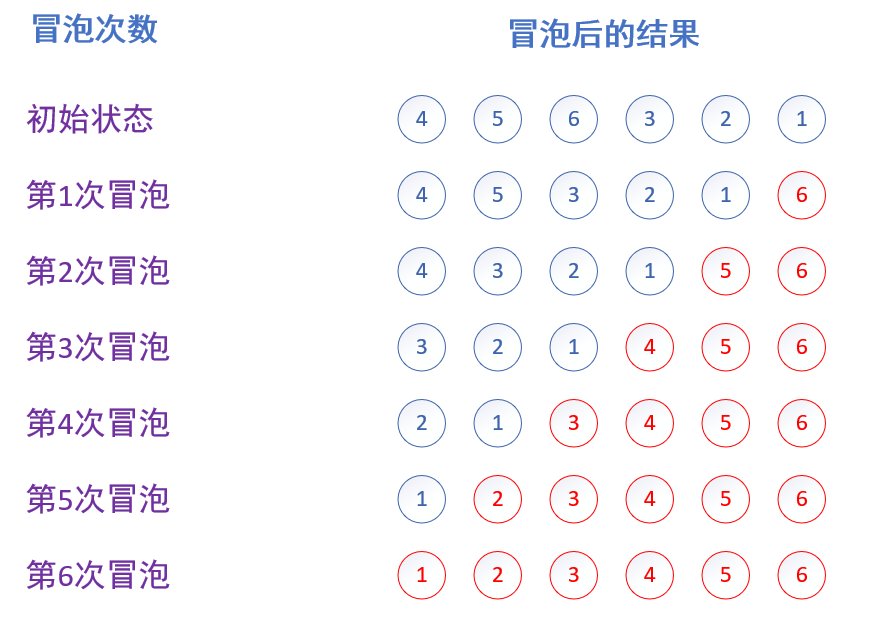 冒泡次数 冒泡后的结果
初始状态 4 5 6 3 2 1
第1次冒泡 4 5 3 2 1 6
第2次冒泡 4 3 2 1 5 6
第3次冒泡 3 2 1 4 5 6
第4次冒泡 2 1 3 4 5 6
第5次冒泡 1 2 3 4 5 6
第6次冒泡 1 2 3 4 5 6